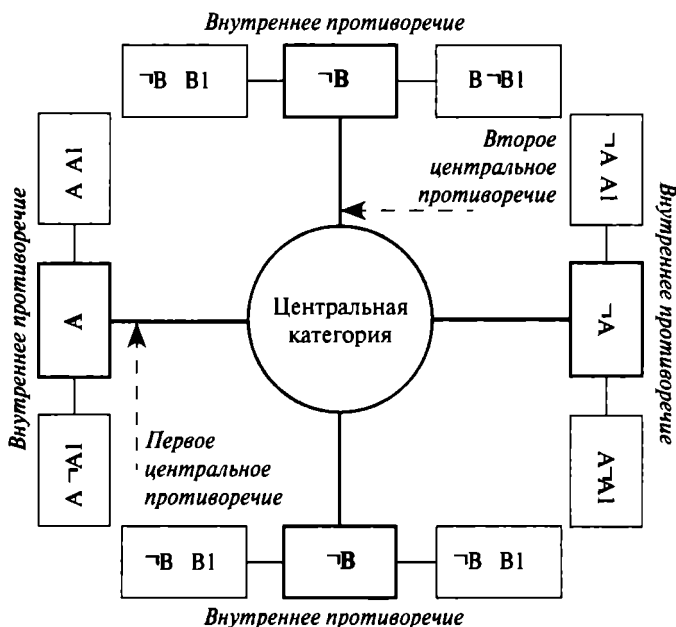 Внутреннее противоречие
¬B B1
¬B
B¬B1
Второе
центральное
противоречие
A A1
¬A A1
Внутреннее противоречие
Внутреннее противоречие
A
Центральная
категория
¬A
A ¬A1
Первое
центральное
противоречие
A¬A1
¬B B1
¬B
¬B B1
Внутреннее противоречие